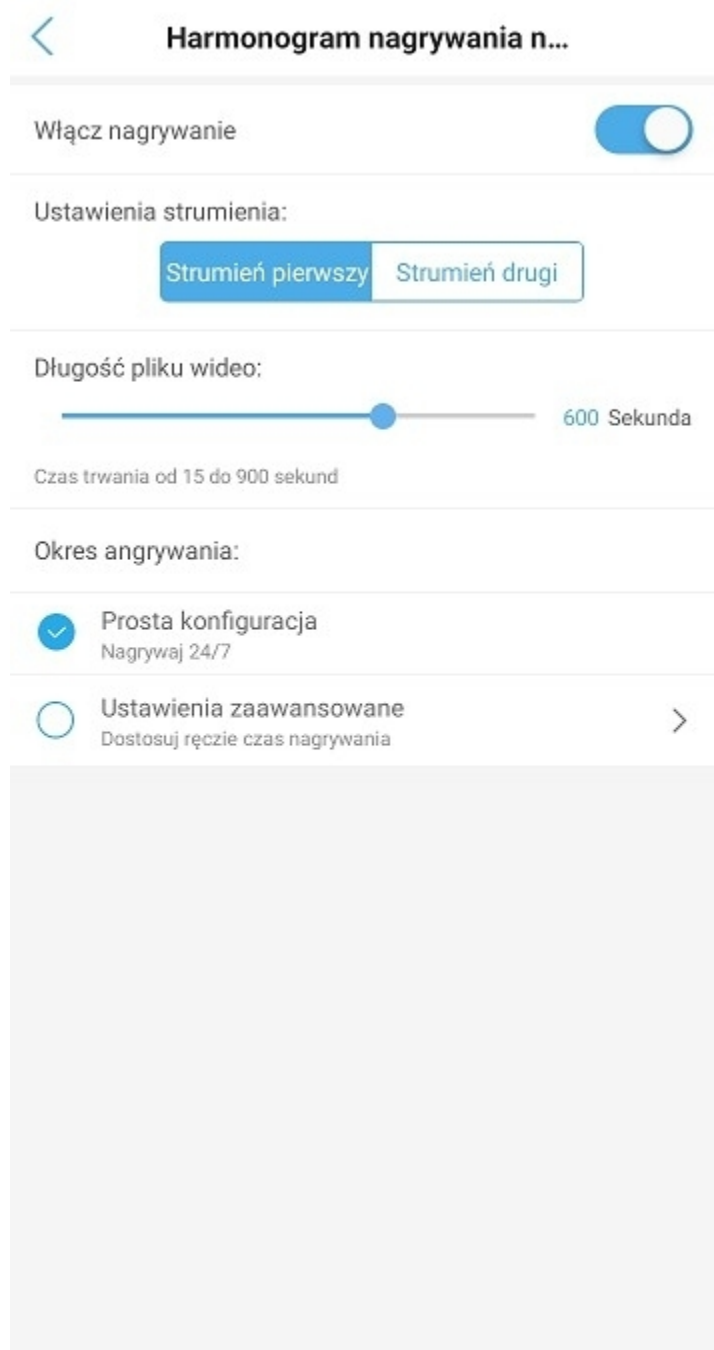 Harmonogram nagrywania n...
Włącz nagrywanie
Ustawienia strumienia:
Strumień pierwszy Strumień drugi
Długość pliku wideo:
600 Sekunda
Czas trwania od 15 do 900 sekund
Okres angrywania:
Prosta konfiguracja
Nagrywaj 24/7
Ustawienia zaawansowane
Dostosuj ręczie czas nagrywania